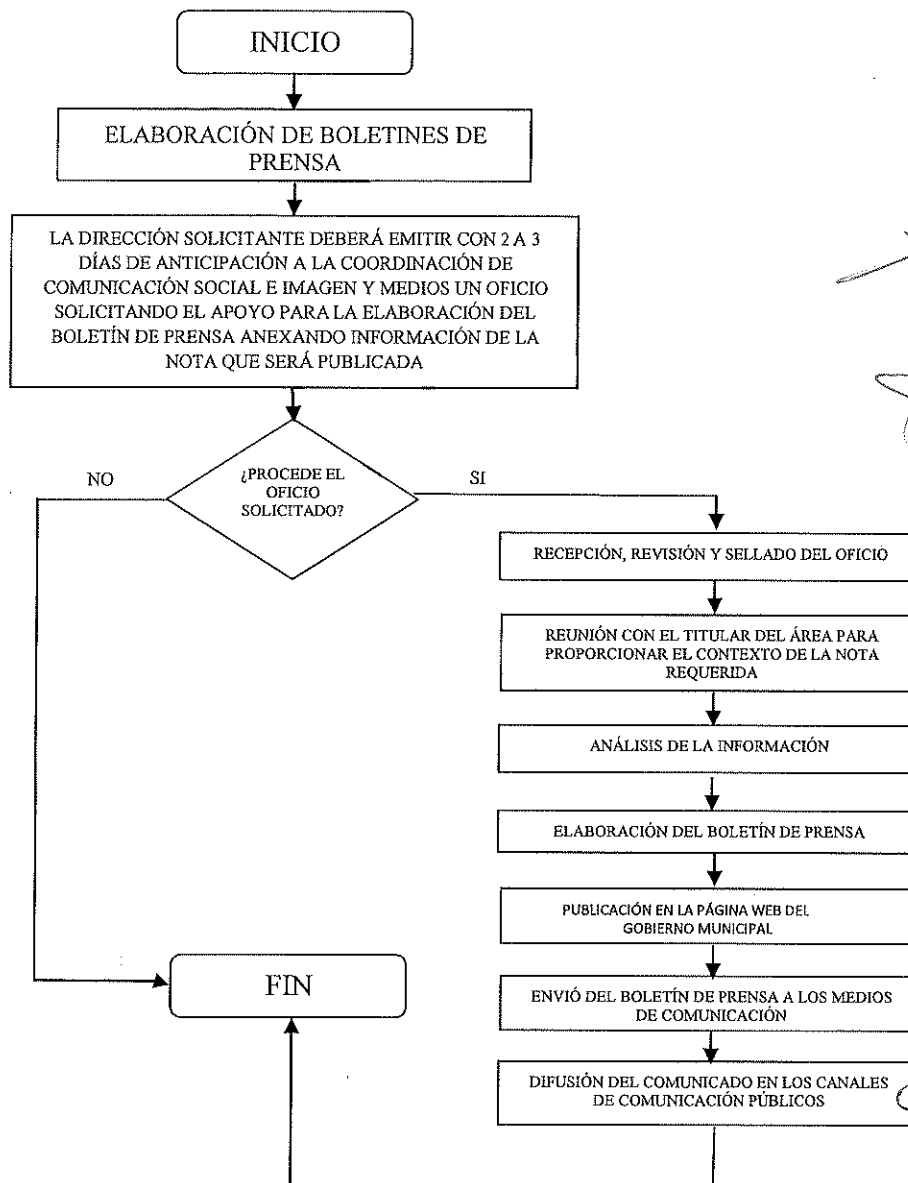 INICIO
ELABORACIÓN DE BOLETINES DE
PRENSA
LA DIRECCIÓN SOLICITANTE DEBERÁ EMITIR CON 2 A 3
DÍAS DE ANTICIPACIÓN A LA COORDINACIÓN DE
COMUNICACIÓN SOCIAL E IMAGEN Y MEDIOS UN OFICIO
SOLICITANDO EL APOYO PARA LA ELABORACIÓN DEL
BOLETÍN DE PRENSA ANEXANDO INFORMACIÓN DE LA
NOTA QUE SERÁ PUBLICADA
¿PROCEDE EL
OFICIO
SOLICITADO?
NO
SI
RECEPCIÓN, REVISIÓN Y SELLADO DEL OFICIO
REUNIÓN CON EL TITULAR DEL ÁREA PARA
PROPORCIONAR EL CONTEXTO DE LA NOTA
REQUERIDA
ANÁLISIS DE LA INFORMACIÓN
ELABORACIÓN DEL BOLETÍN DE PRENSA
PUBLICACIÓN EN LA PÁGINA WEB DEL
GOBIERNO MUNICIPAL
ENVIÓ DEL BOLETÍN DE PRENSA A LOS MEDIOS
DE COMUNICACIÓN
DIFUSIÓN DEL COMUNICADO EN LOS CANALES
DE COMUNICACIÓN PÚBLICOS
FIN